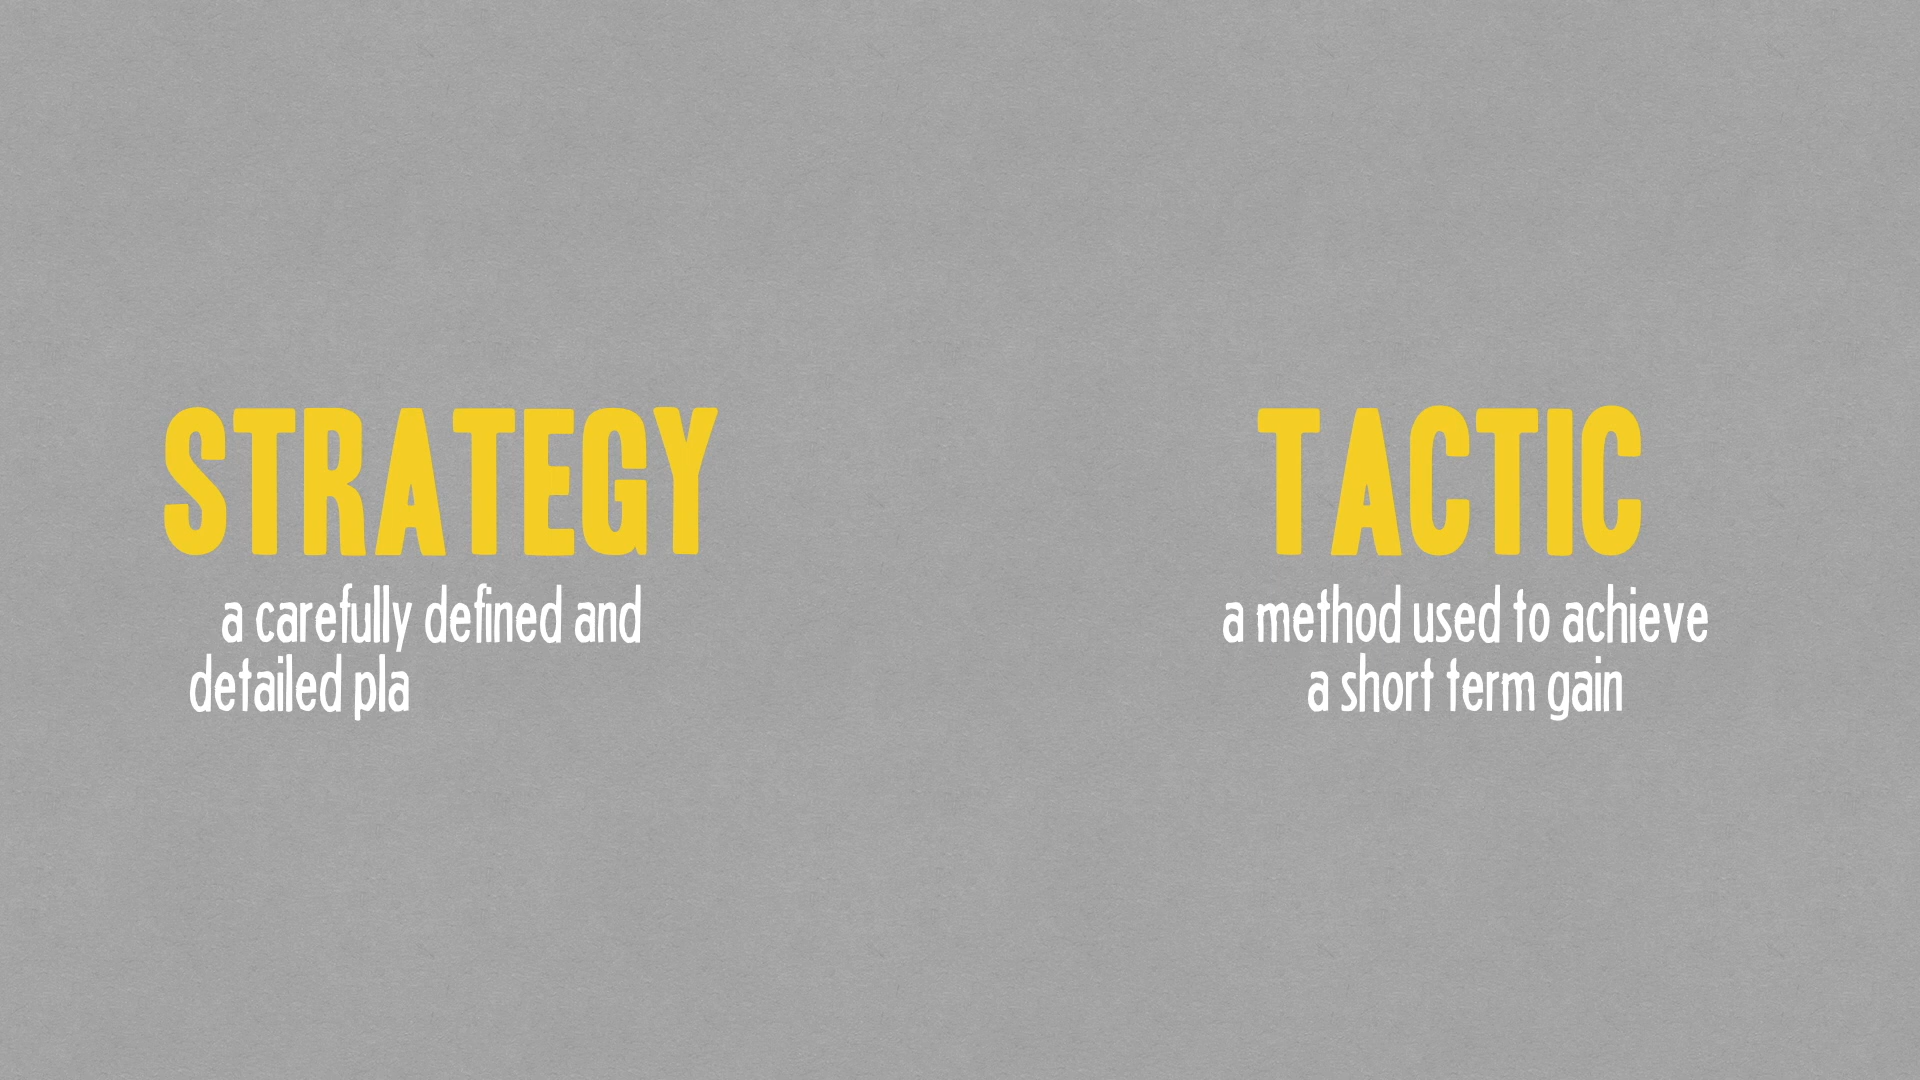 STRATEGY
a carefully defined and
detailed pla
TACTIC
a method used to achieve
a short term gain